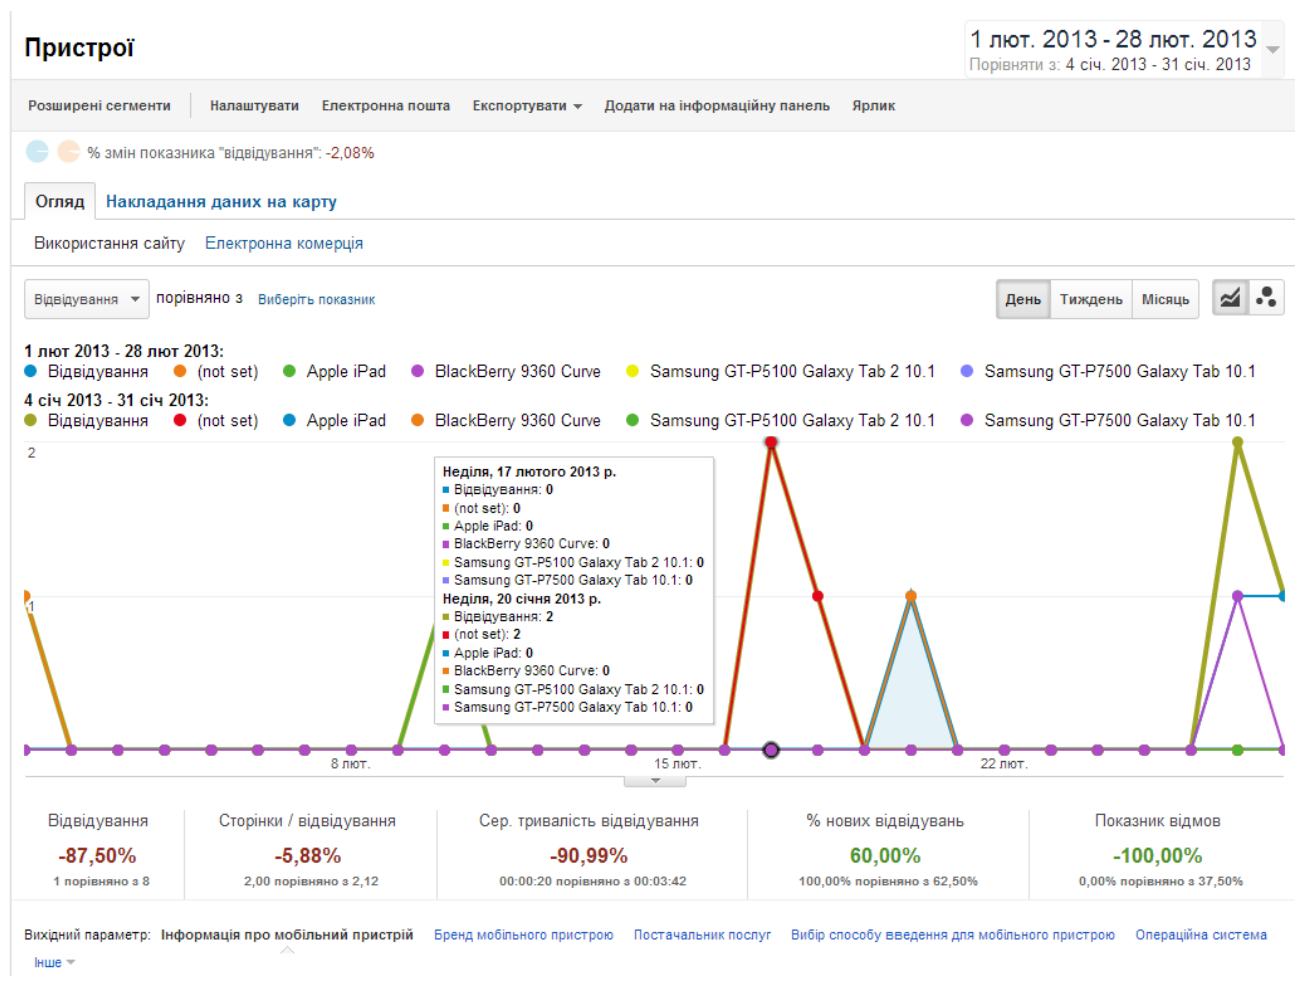 Пристрої
1 лют. 2013 - 28 лют. 2013
Порівняти з: 4 січ. 2013 - 31 січ. 2013
Розширені сегменти Налаштувати Електронна пошта Експортувати Додати на інформаційну панель Ярлик
% змін показника "відвідування": -2,08%
Огляд Накладання даних на карту
Використання сайту Електронна комерція
Відвідування порівняно з Виберіть показник День Тиждень Місяць
1 лют 2013 - 28 лют 2013:
Відвідування (not set) Apple iPad BlackBerry 9360 Curve Samsung GT-P5100 Galaxy Tab 2 10.1 Samsung GT-P7500 Galaxy Tab 10.1
4 січ 2013 - 31 січ 2013:
Відвідування (not set) Apple iPad BlackBerry 9360 Curve Samsung GT-P5100 Galaxy Tab 2 10.1 Samsung GT-P7500 Galaxy Tab 10.1
2
Неділя, 17 лютого 2013 р.
Відвідування: 0
(not set): 0
Apple iPad: 0
BlackBerry 9360 Curve: 0
Samsung GT-P5100 Galaxy Tab 2 10.1: 0
Samsung GT-P7500 Galaxy Tab 10.1: 0
Неділя, 20 січня 2013 р.
Відвідування: 2
(not set): 2
Apple iPad: 0
BlackBerry 9360 Curve: 0
Samsung GT-P5100 Galaxy Tab 2 10.1: 0
Samsung GT-P7500 Galaxy Tab 10.1: 0
1
8 лют. 15 лют. 22 лют.
Відвідування Сторінки / відвідування Сер. тривалість відвідування % нових відвідувань Показник відмов
-87,50% -5,88% -90,99% 60,00% -100,00%
1 порівняно з 8 2,00 порівняно з 2,12 00:00:20 порівняно з 00:03:42 100,00% порівняно з 62,50% 0,00% порівняно з 37,50%
Вихідний параметр: Інформація про мобільний пристрій Бренд мобільного пристрою Постачальник послуг Вибір способу введення для мобільного пристрою Операційна система
Інше